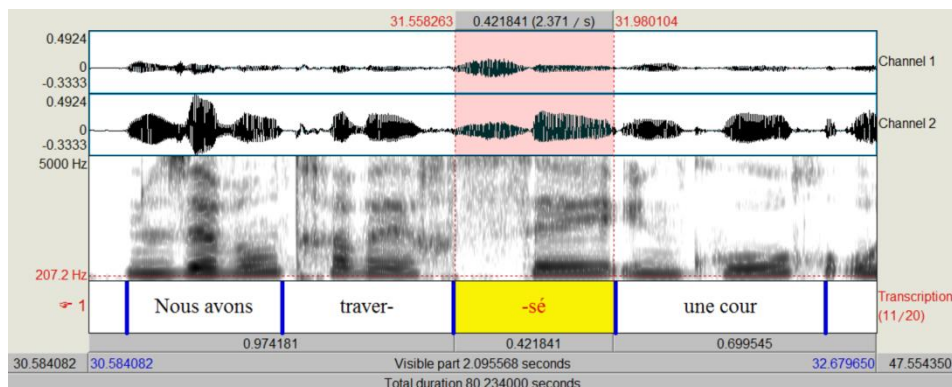 31.558263 0.421841 (2.371 / s) 31.980104
0.4924
0
-0.3333
Channel 1
0.4924
0
-0.3333
Channel 2
5000 Hz
207.2 Hz
☞ 1 Nous avons traver- -sé une cour Transcription
(11/20)
0.974181 0.421841 0.699545
30.584082 30.584082 Visible part 2.095568 seconds 32.679650 47.554350
Total duration 80.234000 seconds